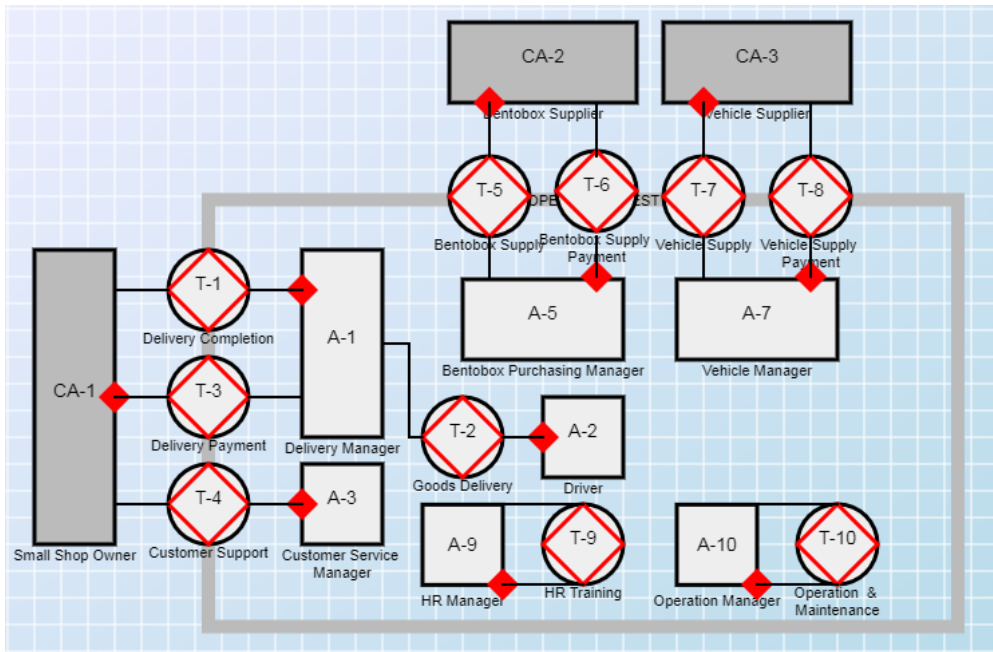 CA-2
CA-3
Bentobox Supplier
Vehicle Supplier
T-5
T-6
T-7
T-8
Bentobox Supply
Bentobox Supply
Payment
Vehicle Supply
Vehicle Supply
Payment
T-1
A-1
A-5
A-7
Delivery Completion
Bentobox Purchasing Manager
Vehicle Manager
CA-1
T-3
Delivery Payment
Delivery Manager
T-2
A-2
Goods Delivery
Driver
T-4
A-3
Small Shop Owner
Customer Support
Customer Service
Manager
A-9
T-9
A-10
T-10
HR Manager
HR Training
Operation Manager
Operation &
Maintenance